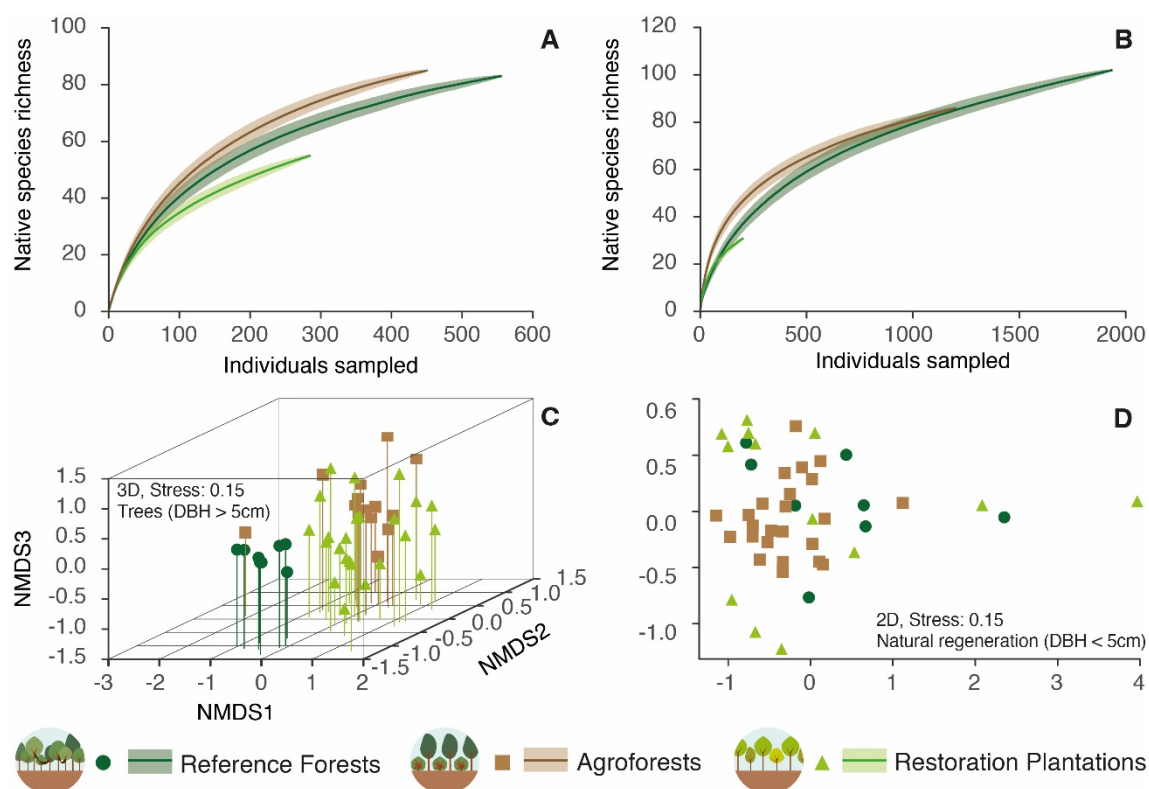 A
Native species richness
100
80
60
40
20
0
0 100 200 300 400 500 600
Individuals sampled
B
Native species richness
120
100
80
60
40
20
0
0 500 1000 1500 2000
Individuals sampled
C
3D, Stress: 0.15
Trees (DBH > 5cm)
NMDS3
1.5
1.0
0.5
0.0
-0.5
-1.0
-1.5
-3 -2 -1 0 1 2
NMDS1
-1.5 -1.0 -0.5 0.0 0.5 1.0 1.5
NMDS2
D
0.6
0.5
0.0
-0.5
-1.0
2D, Stress: 0.15
Natural regeneration (DBH < 5cm)
-1 0 1 2 3 4
Reference Forests
Agroforests
Restoration Plantations